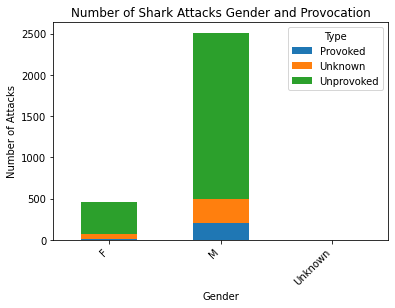 Number of Shark Attacks Gender and Provocation
Type
Provoked
Unknown
Unprovoked
Number of Attacks
2500
2000
1500
1000
500
0
F
M
Unknown
Gender